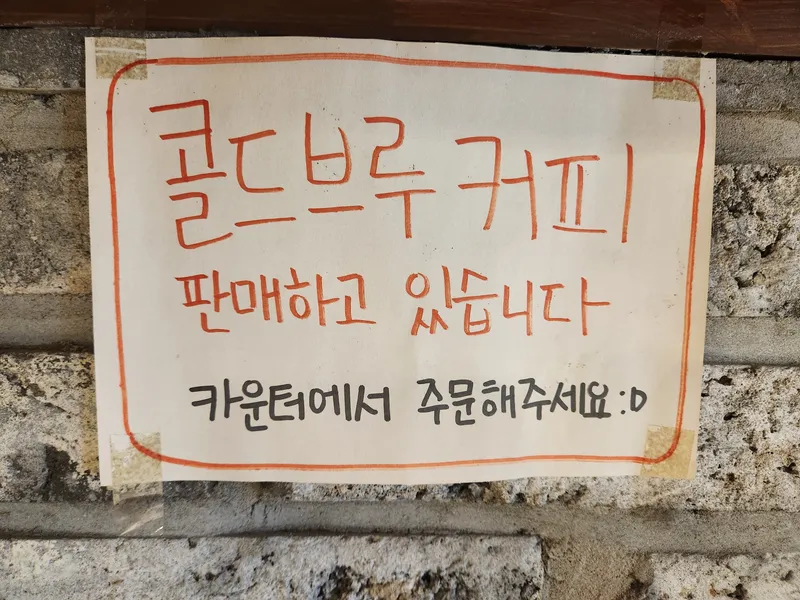 콜드브루 커피
판매하고 있습니다
카운터에서 주문해주세요:D